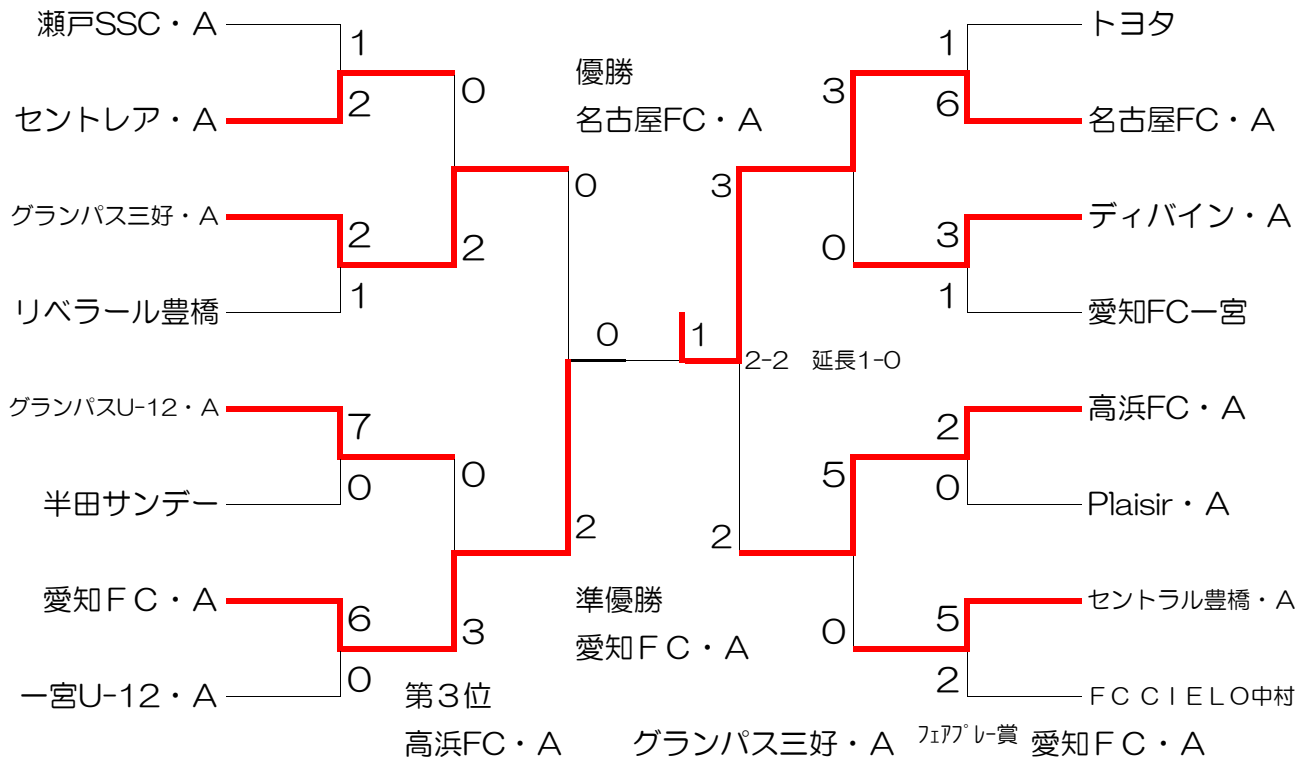 瀬戸SSC・A
1
0
2
セントレア・A
0
グランパス三好・A
2
2
1
リベラール豊橋
0
グランパスU-12・A
7
0
0
半田サンデー
2
愛知ＦＣ・A
6
3
0
一宮U-12・A
優勝
名古屋FC・A
1
2-2 延長1-0
準優勝
愛知ＦＣ・A
トヨタ
1
3
6
名古屋FC・A
3
ディバイン・A
3
0
1
愛知FC一宮
高浜FC・A
2
5
0
Plaisir・A
2
セントラル豊橋・A
5
0
2
ＦＣ ＣＩＥＬＯ中村
第３位
高浜FC・A グランパス三好・A ﾌｪｱﾌﾟﾚｰ賞 愛知ＦＣ・A